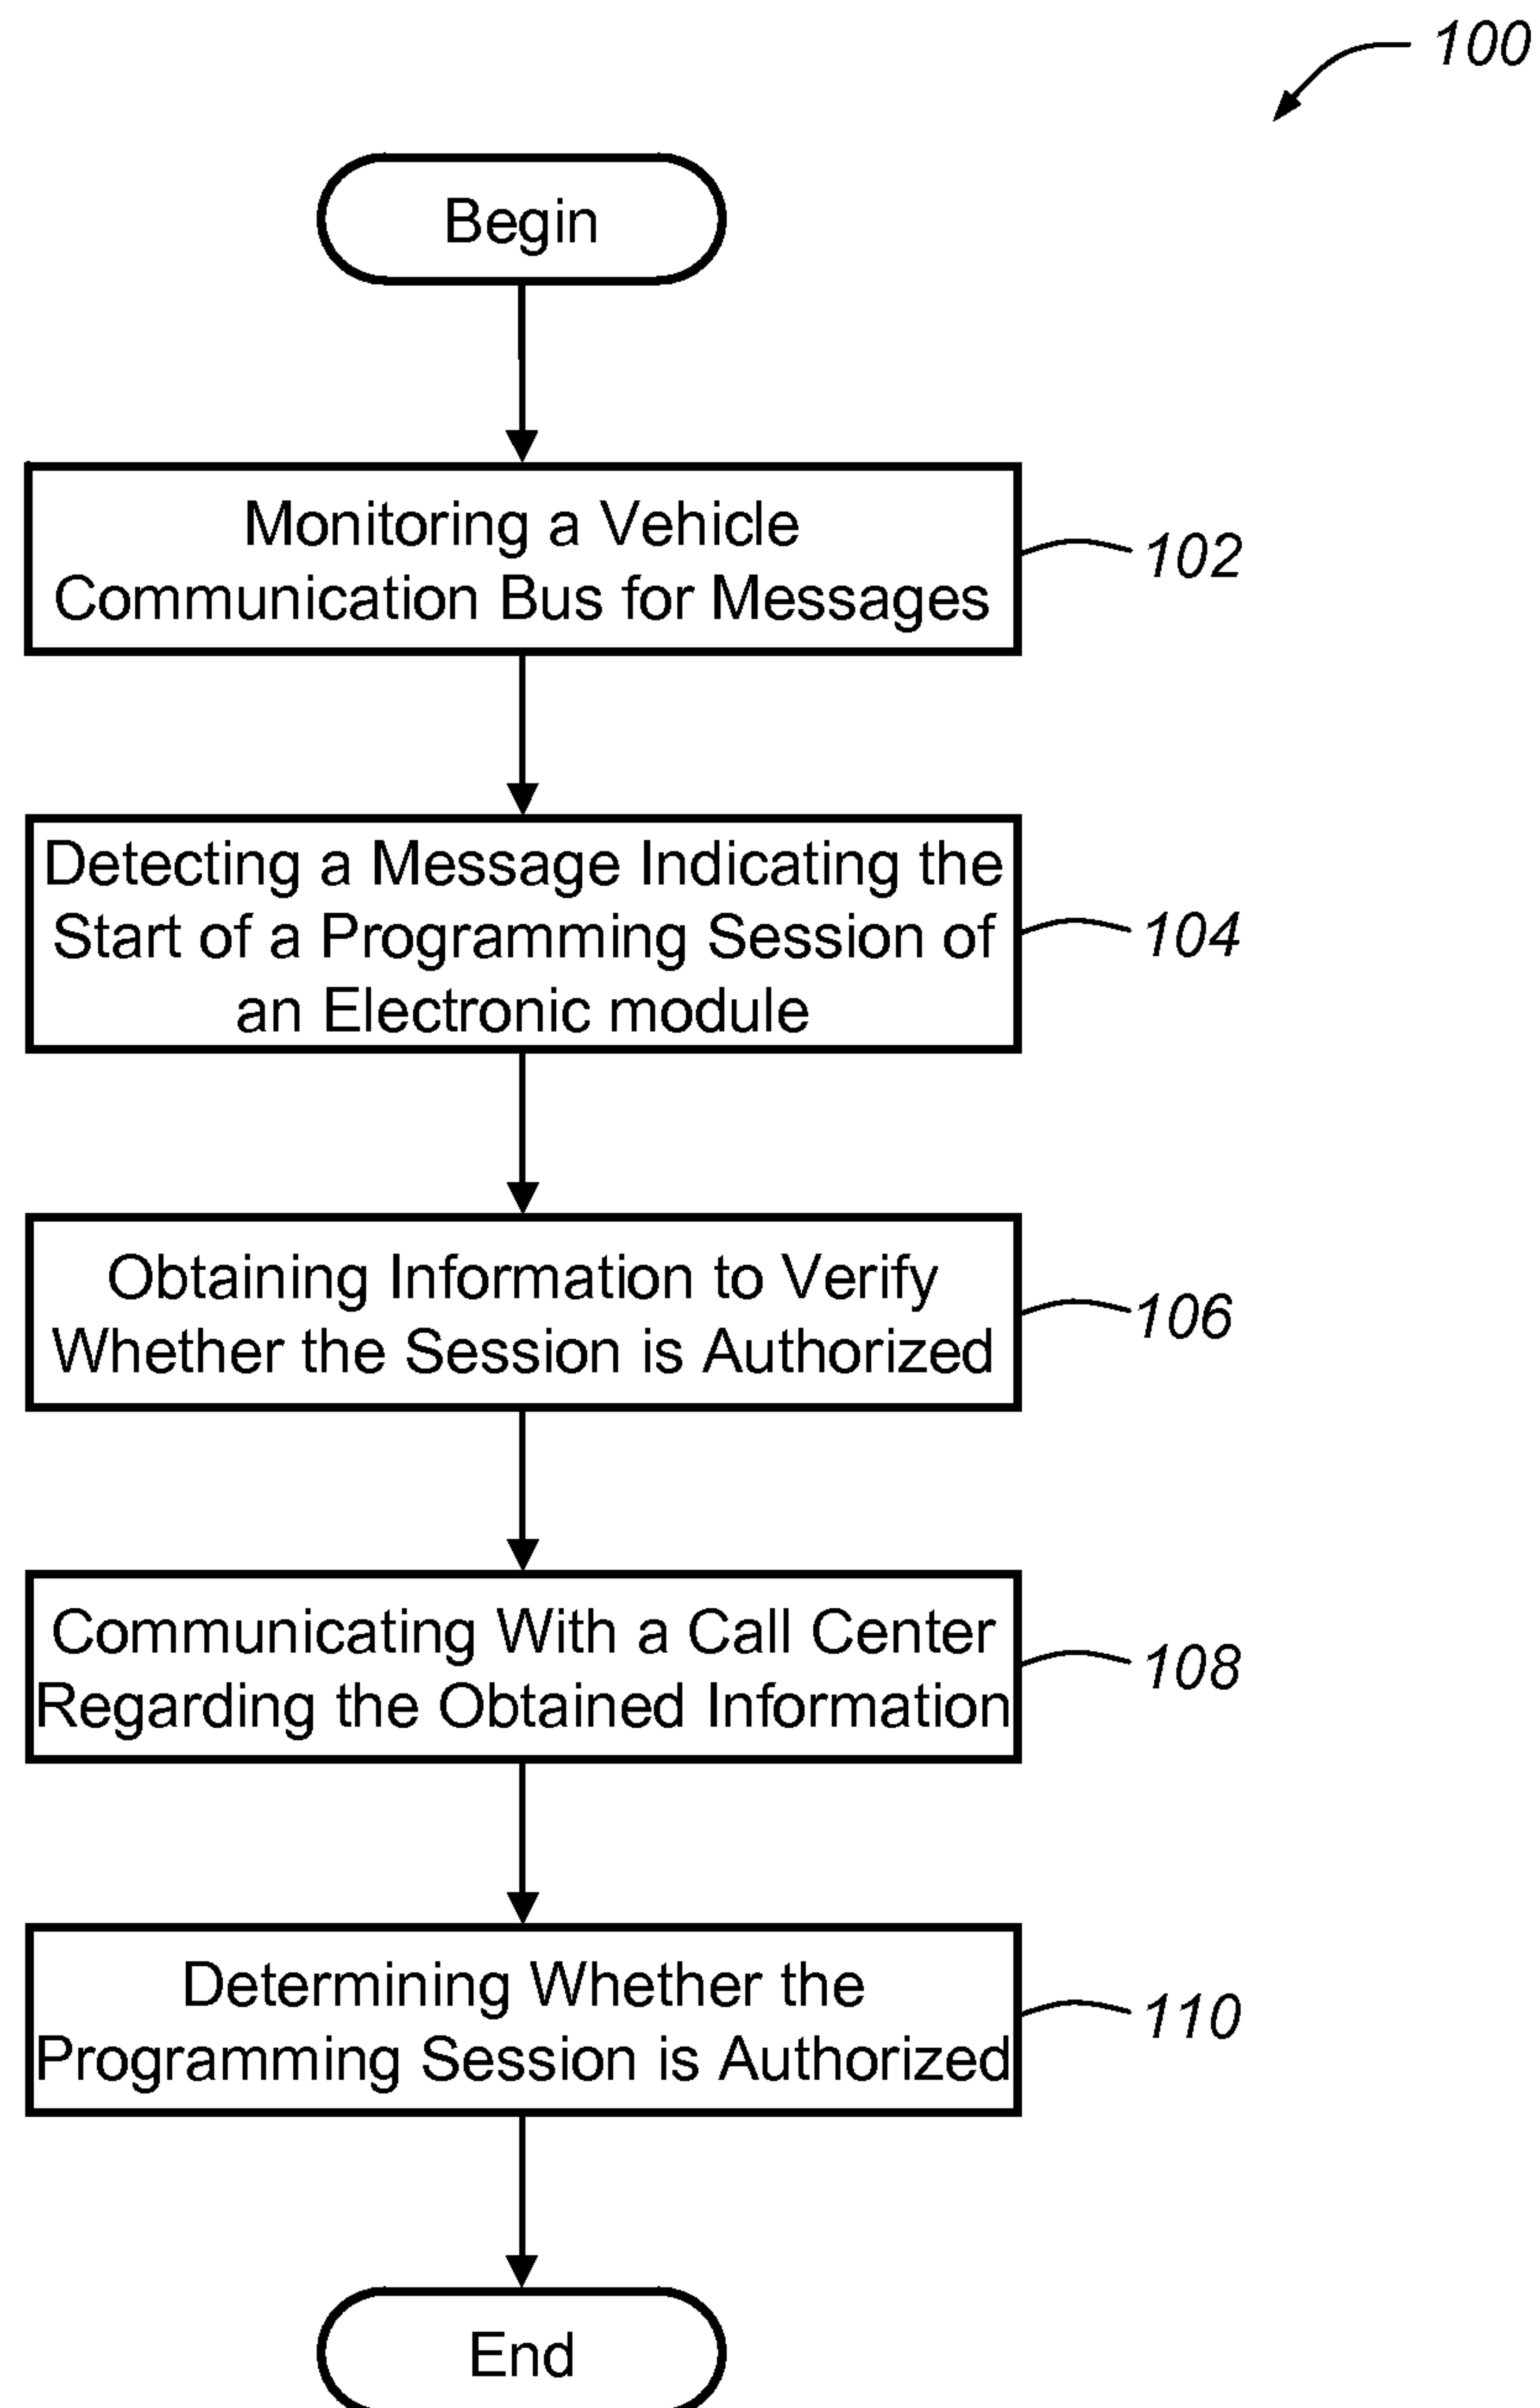 100
Begin
Monitoring a Vehicle
Communication Bus for Messages
102
Detecting a Message Indicating the
Start of a Programming Session of
an Electronic module
104
Obtaining Information to Verify
Whether the Session is Authorized
106
Communicating With a Call Center
Regarding the Obtained Information
108
Determining Whether the
Programming Session is Authorized
110
End